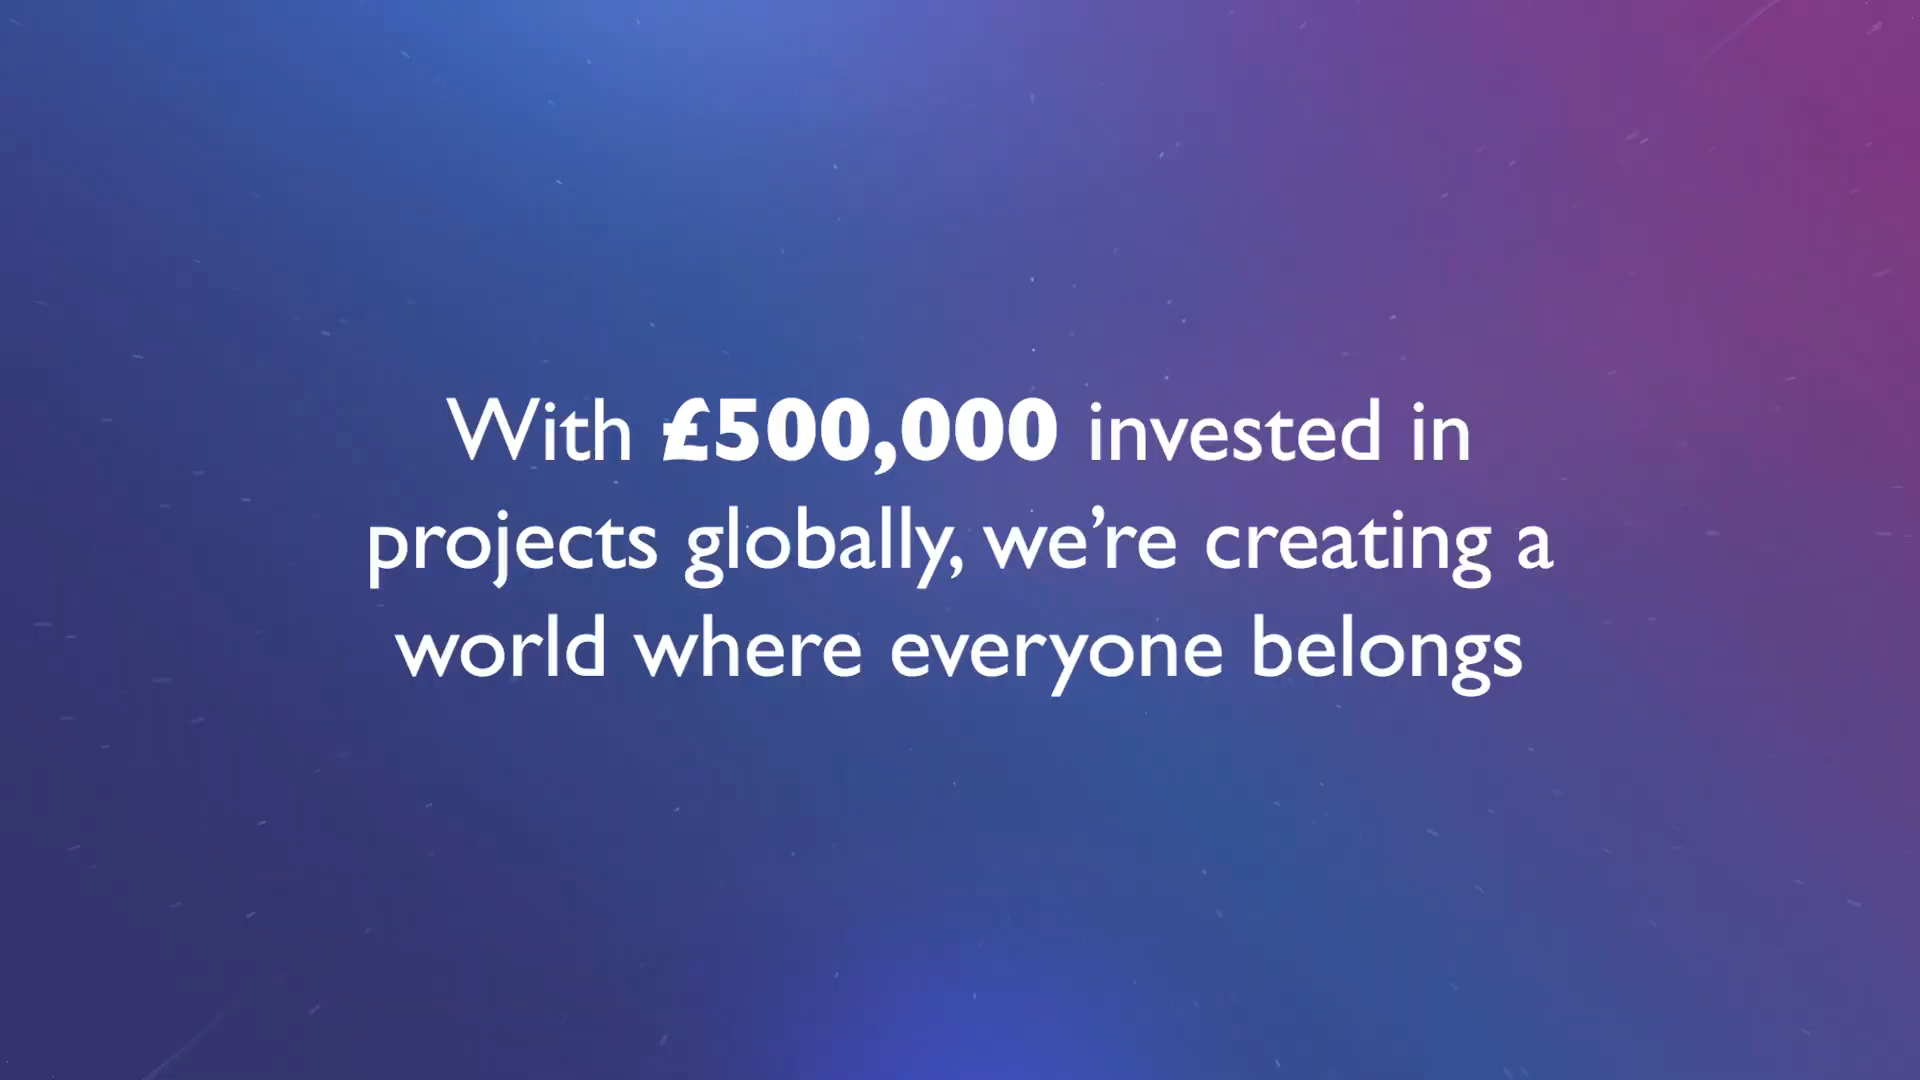 With £500,000 invested in
projects globally, we’re creating a
world where everyone belongs